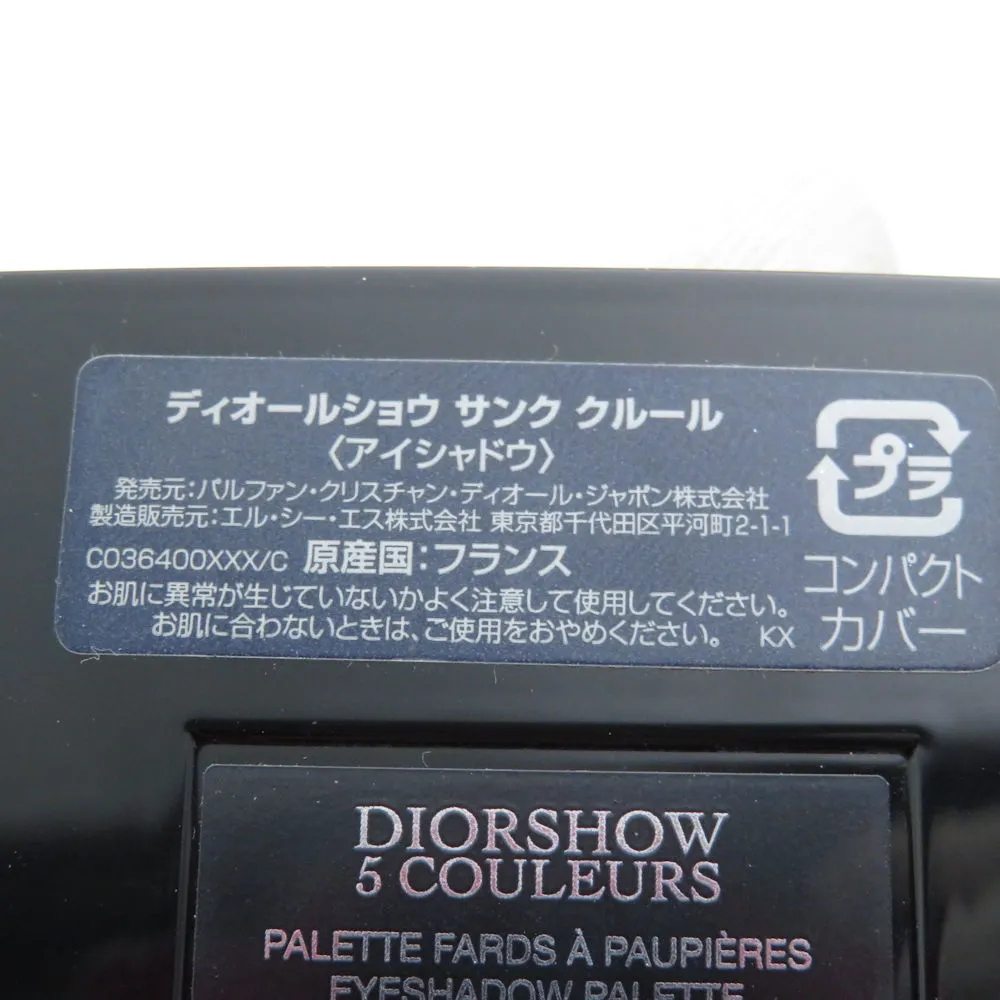 ディオールショウ サンク クルール
〈アイシャドウ〉
発売元:パルファン・クリスチャン・ディオール・ジャポン株式会社
製造販売元:エル・シー・エス株式会社 東京都千代田区平河町2-1-1
C036400XXX/C 原産国:フランス
お肌に異常が生じていないかよく注意して使用してください。
お肌に合わないときは、ご使用をおやめください。 KX
プラ
コンパクト
カバー
DIORSHOW
5 COULEURS
PALETTE FARDS À PAUPIÈRES
EYESHADOW PALETTE